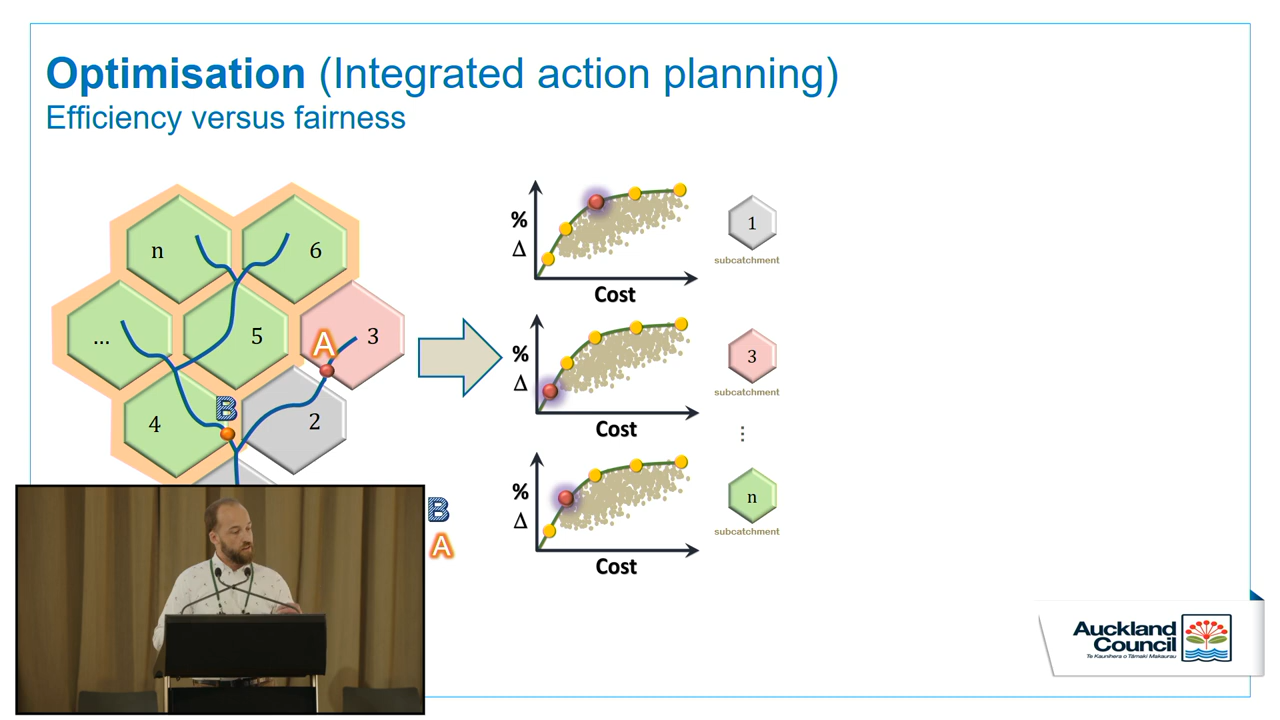 Optimisation (Integrated action planning)
Efficiency versus fairness
n
6
...
5
3
A
4
B
2
B
A
%
Δ
Cost
1
subcatchment
%
Δ
Cost
3
subcatchment
⋮
%
Δ
Cost
n
subcatchment
Auckland
Council
Te Kaunihera o Tāmaki Makaurau